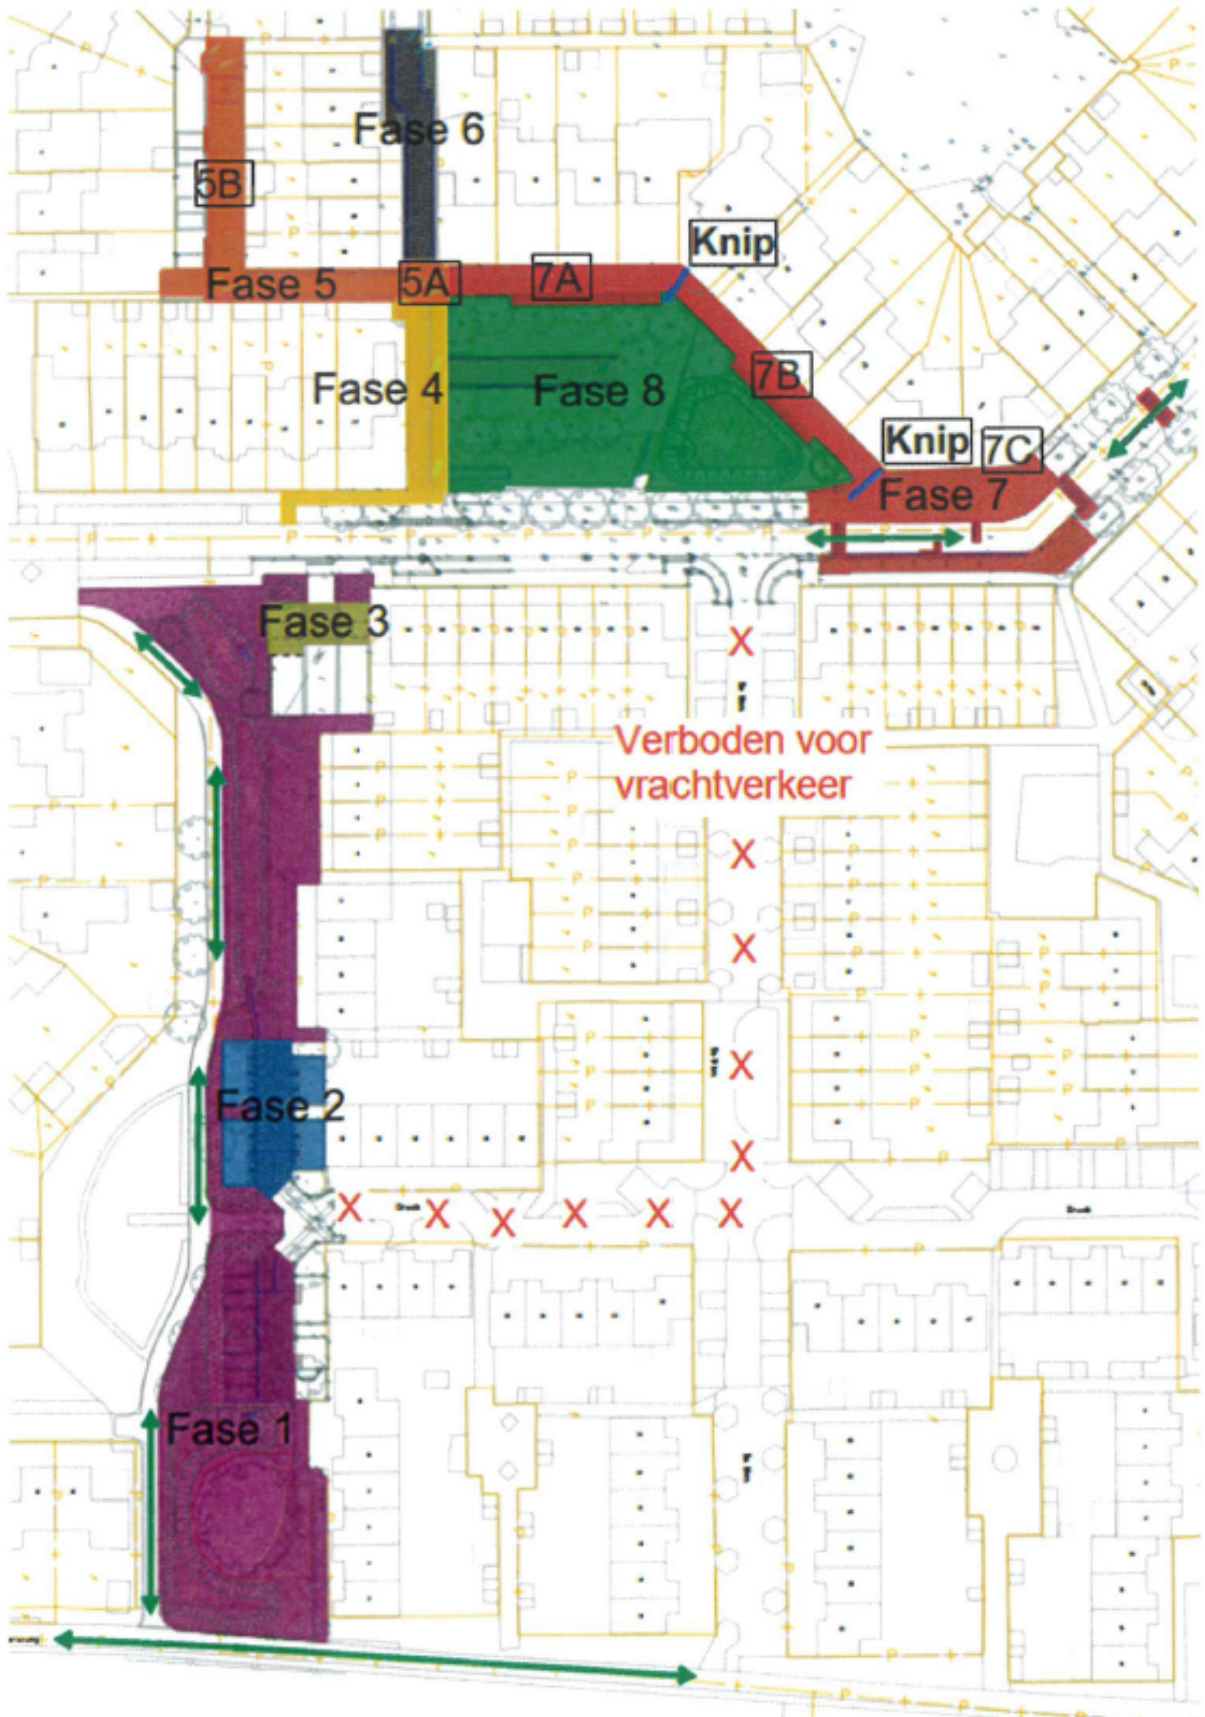 Fase 6
5B
Knip
Fase 5
5A
7A
Fase 4
Fase 8
7B
Knip
7C
Fase 7
Fase 3
X
Verboden voor
vrachtverkeer
X
X
X
Fase 2
X
X
X
X
X
X
X
Fase 1